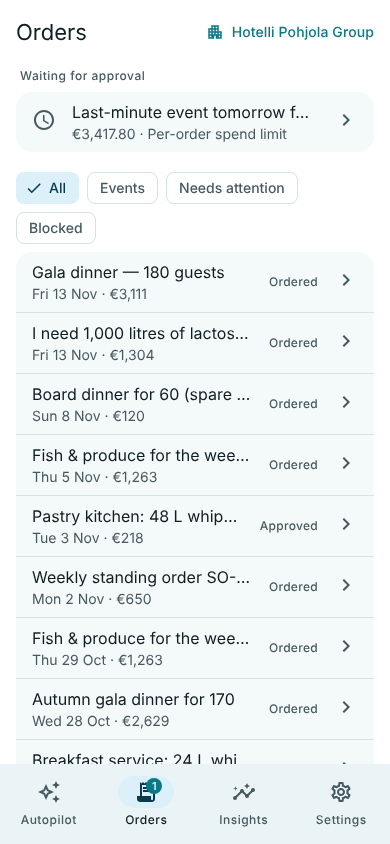 Orders
Hotelli Pohjola Group
Waiting for approval
Last-minute event tomorrow f...
€3,417.80 · Per-order spend limit
All
Events
Needs attention
Blocked
Gala dinner — 180 guests
Fri 13 Nov · €3,111
Ordered
I need 1,000 litres of lactos...
Fri 13 Nov · €1,304
Ordered
Board dinner for 60 (spare ...
Sun 8 Nov · €120
Ordered
Fish & produce for the wee...
Thu 5 Nov · €1,263
Ordered
Pastry kitchen: 48 L whip...
Tue 3 Nov · €218
Approved
Weekly standing order SO-...
Mon 2 Nov · €650
Ordered
Fish & produce for the wee...
Thu 29 Oct · €1,263
Ordered
Autumn gala dinner for 170
Wed 28 Oct · €2,629
Ordered
Breakfast service: 24 L whi
1
Autopilot
Orders
Insights
Settings